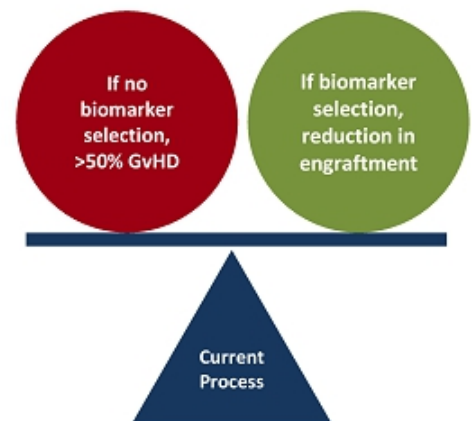 If no
biomarker
selection,
>50% GvHD
If biomarker
selection,
reduction in
engraftment
Current
Process